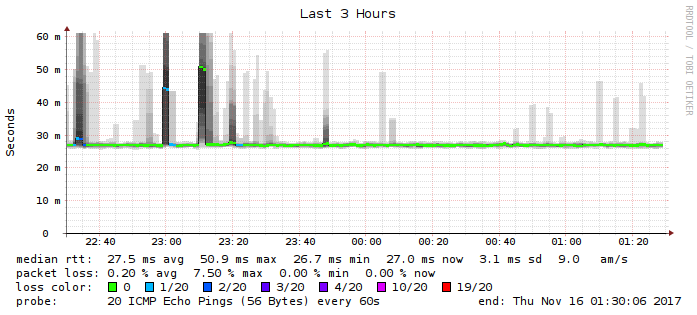 Last 3 Hours
RRDTOOL / TOBI OETIKER
Seconds
60 m
50 m
40 m
30 m
20 m
10 m
0
22:40 23:00 23:20 23:40 00:00 00:20 00:40 01:00 01:20
median rtt: 27.5 ms avg 50.9 ms max 26.7 ms min 27.0 ms now 3.1 ms sd 9.0 am/s
packet loss: 0.20 % avg 7.50 % max 0.00 % min 0.00 % now
loss color: 0 1/20 2/20 3/20 4/20 10/20 19/20
probe: 20 ICMP Echo Pings (56 Bytes) every 60s end: Thu Nov 16 01:30:06 2017